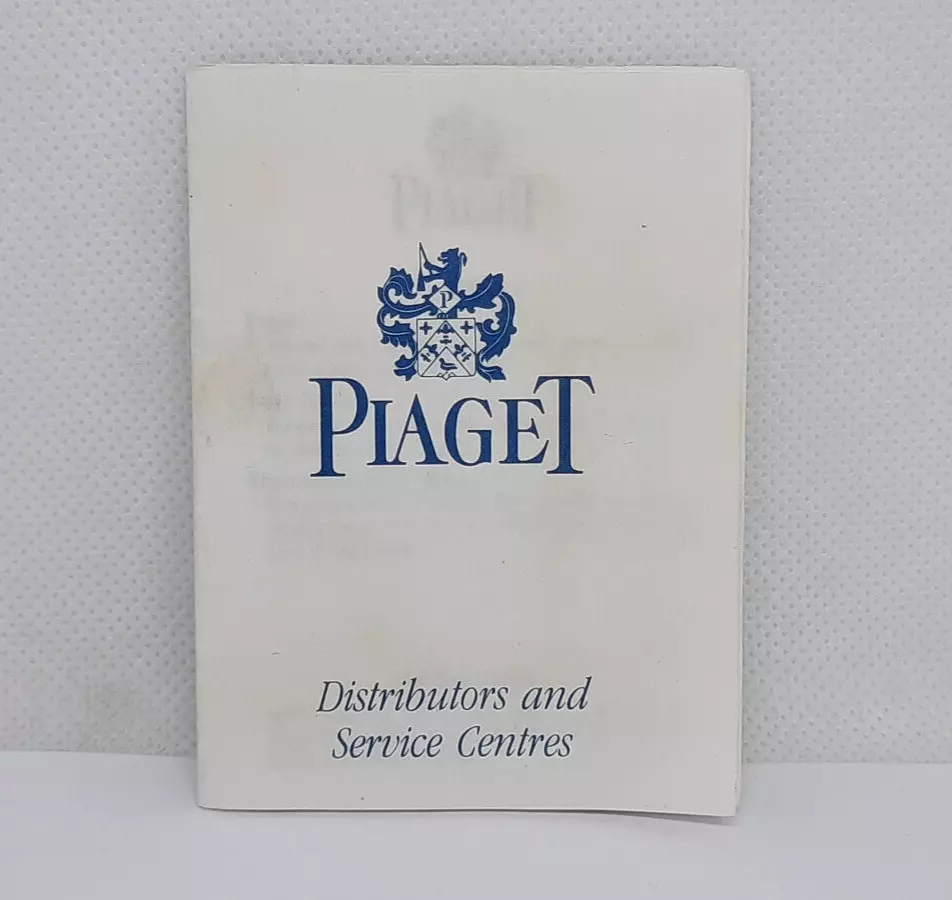 P
PIAGET
Distributors and
Service Centres